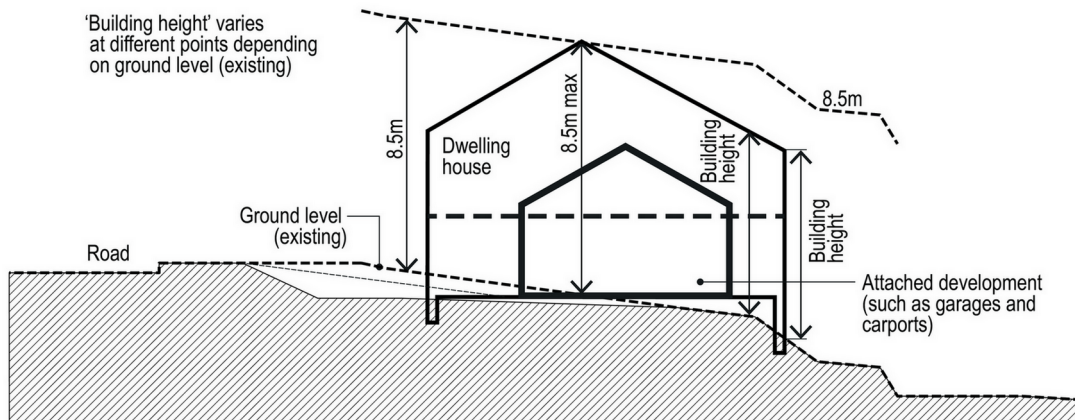 ‘Building height’ varies
at different points depending
on ground level (existing)
8.5m
8.5m max
8.5m
Dwelling
house
Building
height
Building
height
Ground level
(existing)
Road
Attached development
(such as garages and
carports)